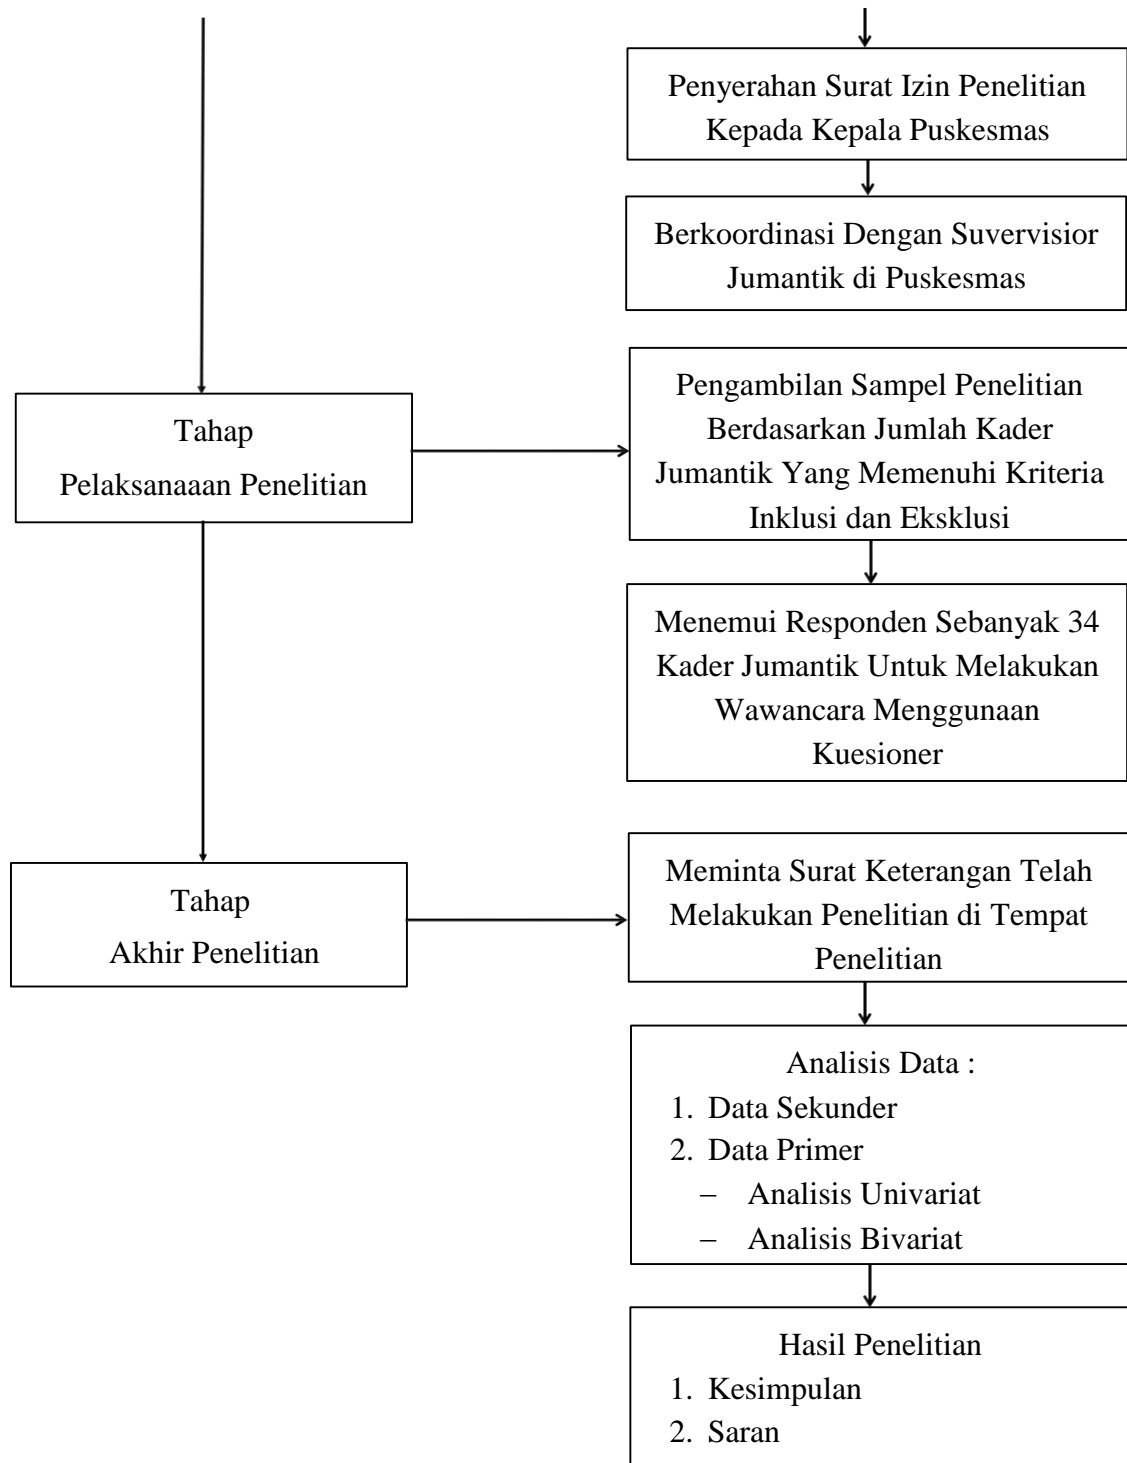 Penyerahan Surat Izin Penelitian
Kepada Kepala Puskesmas
Berkoordinasi Dengan Suvervisior
Jumantik di Puskesmas
Tahap
Pelaksanaaan Penelitian
Pengambilan Sampel Penelitian
Berdasarkan Jumlah Kader
Jumantik Yang Memenuhi Kriteria
Inklusi dan Eksklusi
Menemui Responden Sebanyak 34
Kader Jumantik Untuk Melakukan
Wawancara Menggunaan
Kuesioner
Tahap
Akhir Penelitian
Meminta Surat Keterangan Telah
Melakukan Penelitian di Tempat
Penelitian
Analisis Data :
1. Data Sekunder
2. Data Primer
– Analisis Univariat
– Analisis Bivariat
Hasil Penelitian
1. Kesimpulan
2. Saran